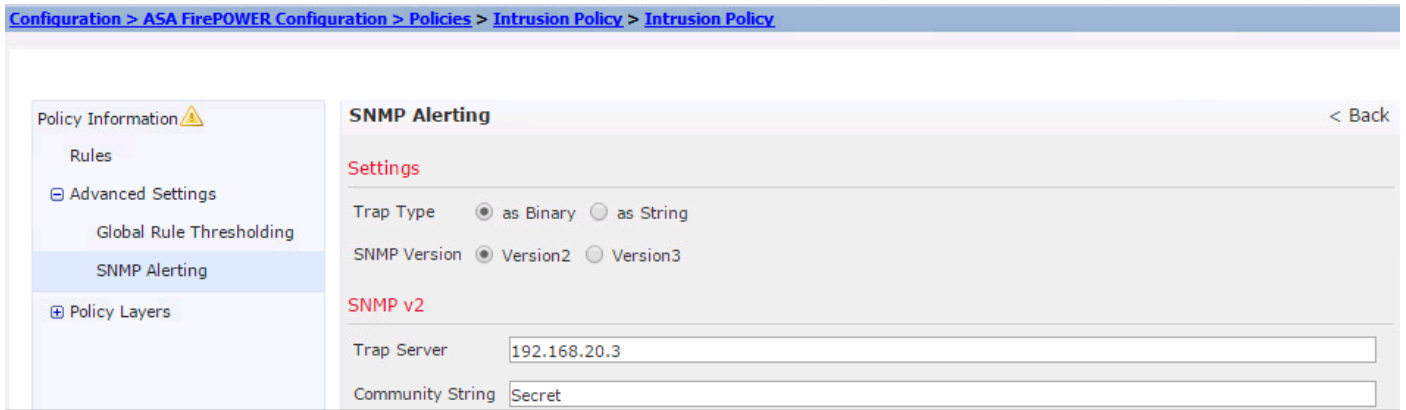 Configuration > ASA FirePOWER Configuration > Policies > Intrusion Policy > Intrusion Policy
Policy Information
Rules
Advanced Settings
Global Rule Thresholding
SNMP Alerting
Policy Layers
SNMP Alerting
< Back
Settings
Trap Type as Binary as String
SNMP Version Version2 Version3
SNMP v2
Trap Server 192.168.20.3
Community String Secret